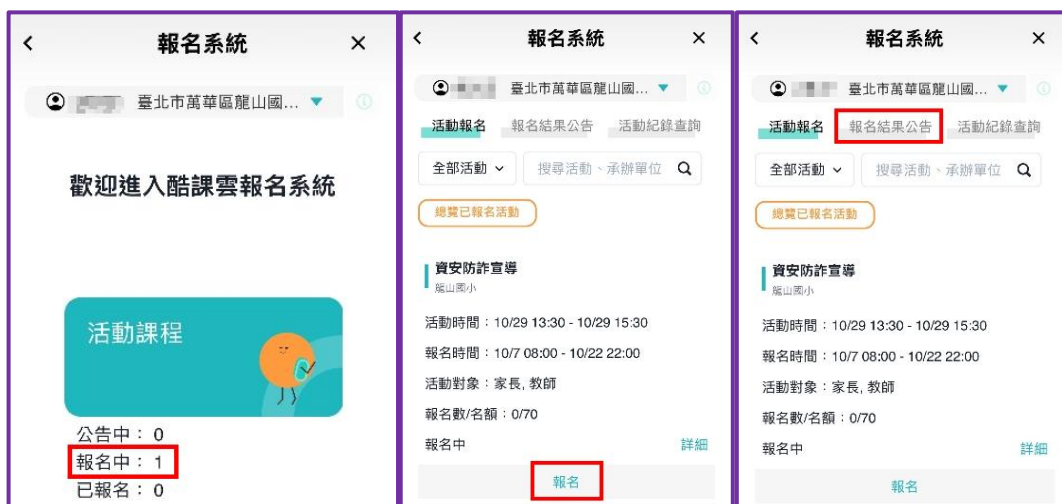 報名系統
臺北市萬華區龍山國...
歡迎進入酷課雲報名系統
活動課程
公告中：0
報名中：1
已報名：0
報名系統
臺北市萬華區龍山國...
活動報名 報名結果公告 活動紀錄查詢
全部活動 搜尋活動、承辦單位
總覽已報名活動
資安防詐宣導
龍山國小
活動時間：10/29 13:30 - 10/29 15:30
報名時間：10/7 08:00 - 10/22 22:00
活動對象：家長, 教師
報名數/名額：0/70
報名中 詳細
報名
報名系統
臺北市萬華區龍山國...
活動報名 報名結果公告 活動紀錄查詢
全部活動 搜尋活動、承辦單位
總覽已報名活動
資安防詐宣導
龍山國小
活動時間：10/29 13:30 - 10/29 15:30
報名時間：10/7 08:00 - 10/22 22:00
活動對象：家長, 教師
報名數/名額：0/70
報名中 詳細
報名